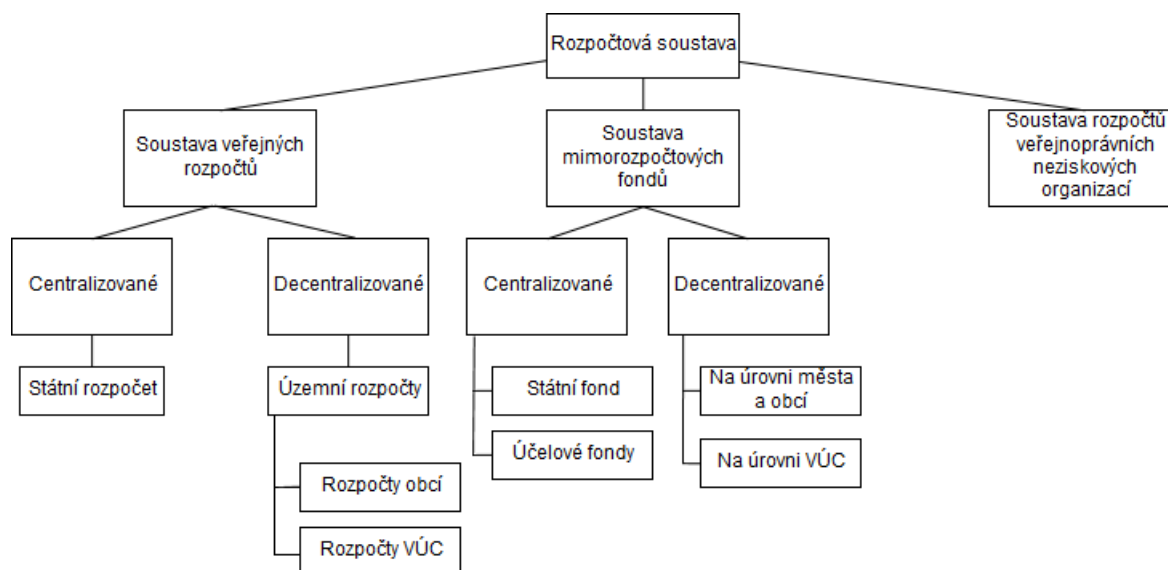 Rozpočtová soustava
Soustava veřejných
rozpočtů
Soustava
mimorozpočtových
fondů
Soustava rozpočtů
veřejnoprávních
neziskových
organizací
Centralizované
Decentralizované
Centralizované
Decentralizované
Státní rozpočet
Územní rozpočty
Státní fond
Na úrovni města
a obcí
Účelové fondy
Na úrovni VÚC
Rozpočty obcí
Rozpočty VÚC